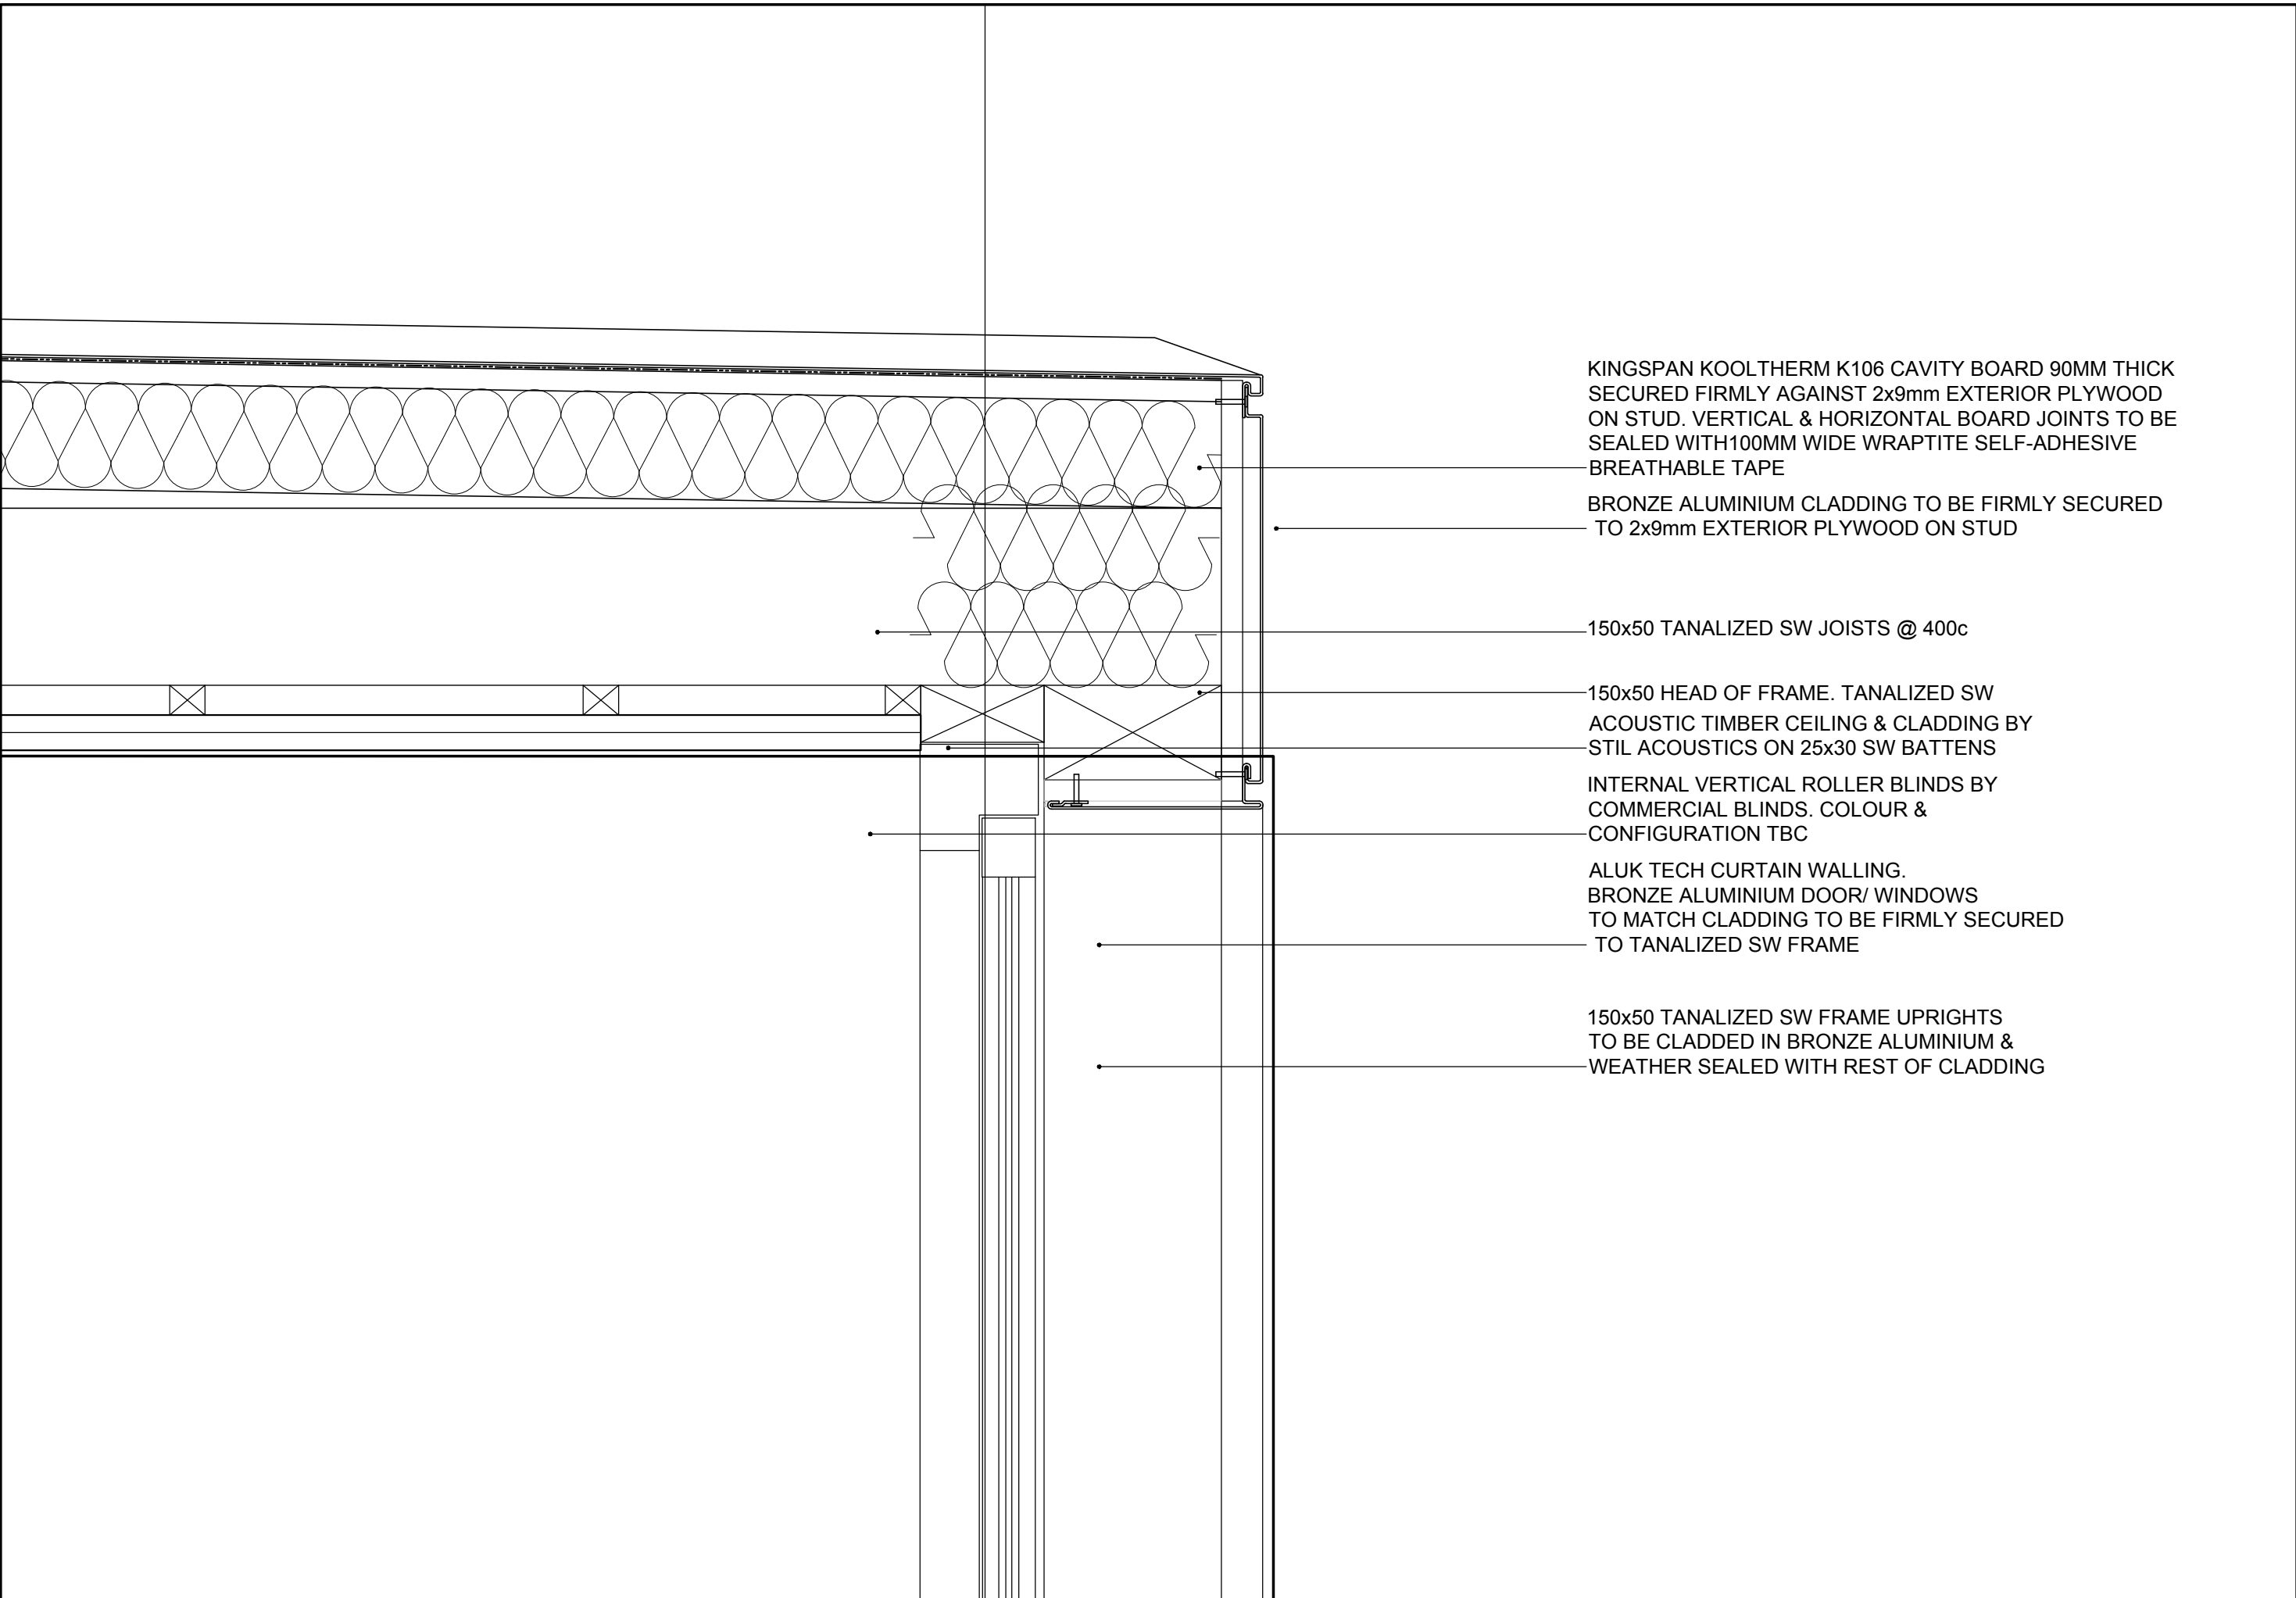 KINGSPAN KOOLTHERM K106 CAVITY BOARD 90MM THICK
SECURED FIRMLY AGAINST 2x9mm EXTERIOR PLYWOOD
ON STUD. VERTICAL & HORIZONTAL BOARD JOINTS TO BE
SEALED WITH100MM WIDE WRAPTITE SELF-ADHESIVE
BREATHABLE TAPE
BRONZE ALUMINIUM CLADDING TO BE FIRMLY SECURED
TO 2x9mm EXTERIOR PLYWOOD ON STUD
150x50 TANALIZED SW JOISTS @ 400c
150x50 HEAD OF FRAME. TANALIZED SW
ACOUSTIC TIMBER CEILING & CLADDING BY
STIL ACOUSTICS ON 25x30 SW BATTENS
INTERNAL VERTICAL ROLLER BLINDS BY
COMMERCIAL BLINDS. COLOUR &
CONFIGURATION TBC
ALUK TECH CURTAIN WALLING.
BRONZE ALUMINIUM DOOR/ WINDOWS
TO MATCH CLADDING TO BE FIRMLY SECURED
TO TANALIZED SW FRAME
150x50 TANALIZED SW FRAME UPRIGHTS
TO BE CLADDED IN BRONZE ALUMINIUM &
WEATHER SEALED WITH REST OF CLADDING